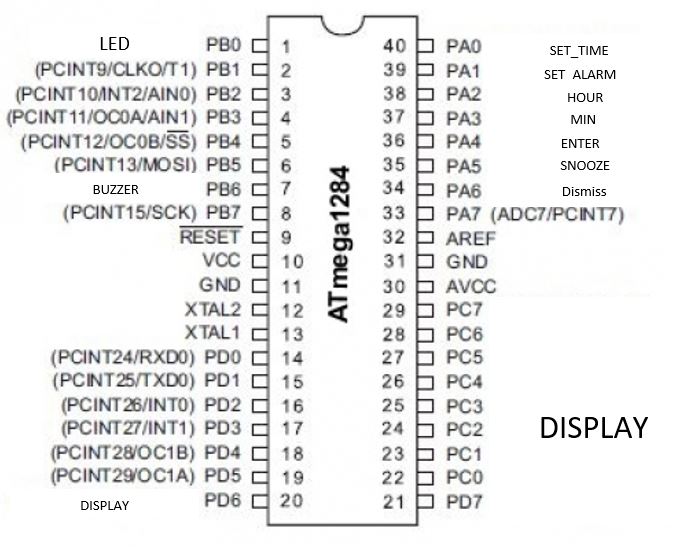 LED PB0 1 40 PA0 SET_TIME
(PCINT9/CLKO/T1) PB1 2 39 PA1 SET ALARM
(PCINT10/INT2/AIN0) PB2 3 38 PA2 HOUR
(PCINT11/OC0A/AIN1) PB3 4 37 PA3 MIN
(PCINT12/OC0B/SS) PB4 5 36 PA4 ENTER
(PCINT13/MOSI) PB5 6 35 PA5 SNOOZE
BUZZER PB6 7 34 PA6 Dismiss
(PCINT15/SCK) PB7 8 33 PA7 (ADC7/PCINT7)
RESET 9 32 AREF
VCC 10 31 GND
GND 11 30 AVCC
XTAL2 12 29 PC7
XTAL1 13 28 PC6
(PCINT24/RXD0) PD0 14 27 PC5
(PCINT25/TXD0) PD1 15 26 PC4
(PCINT26/INT0) PD2 16 25 PC3
(PCINT27/INT1) PD3 17 24 PC2 DISPLAY
(PCINT28/OC1B) PD4 18 23 PC1
(PCINT29/OC1A) PD5 19 22 PC0
DISPLAY PD6 20 21 PD7
ATmega1284